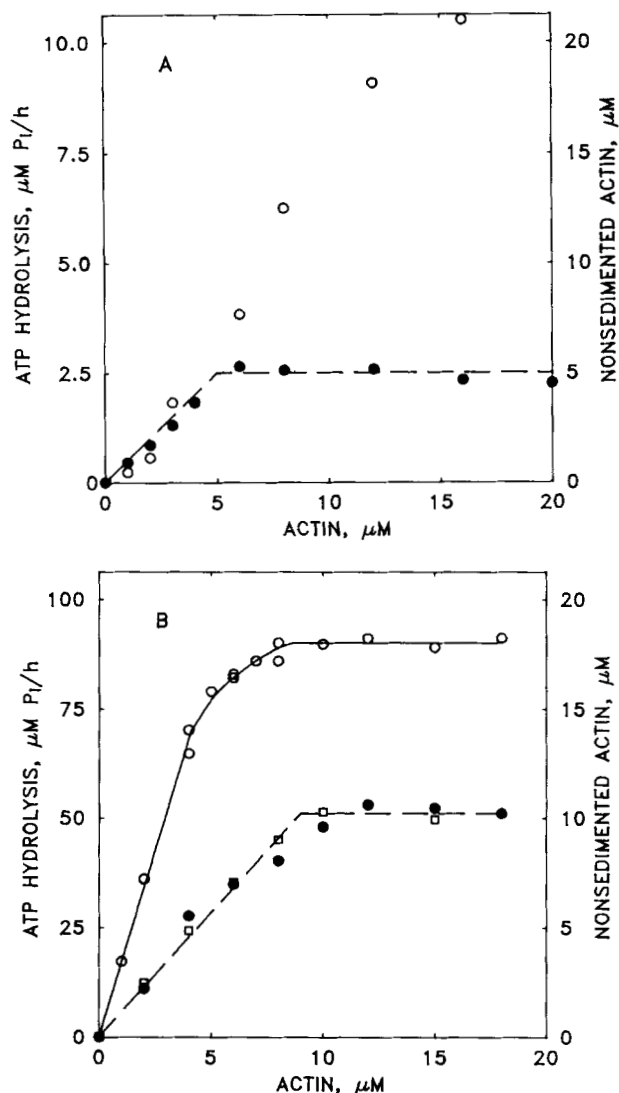 A
ATP HYDROLYSIS, μM Pi/h
10.0
7.5
5.0
2.5
0
NONSEDIMENTED ACTIN, μM
20
15
10
5
0
0 5 10 15 20
ACTIN, μM
B
ATP HYDROLYSIS, μM Pi/h
100
75
50
25
0
NONSEDIMENTED ACTIN, μM
20
15
10
5
0
0 5 10 15 20
ACTIN, μM